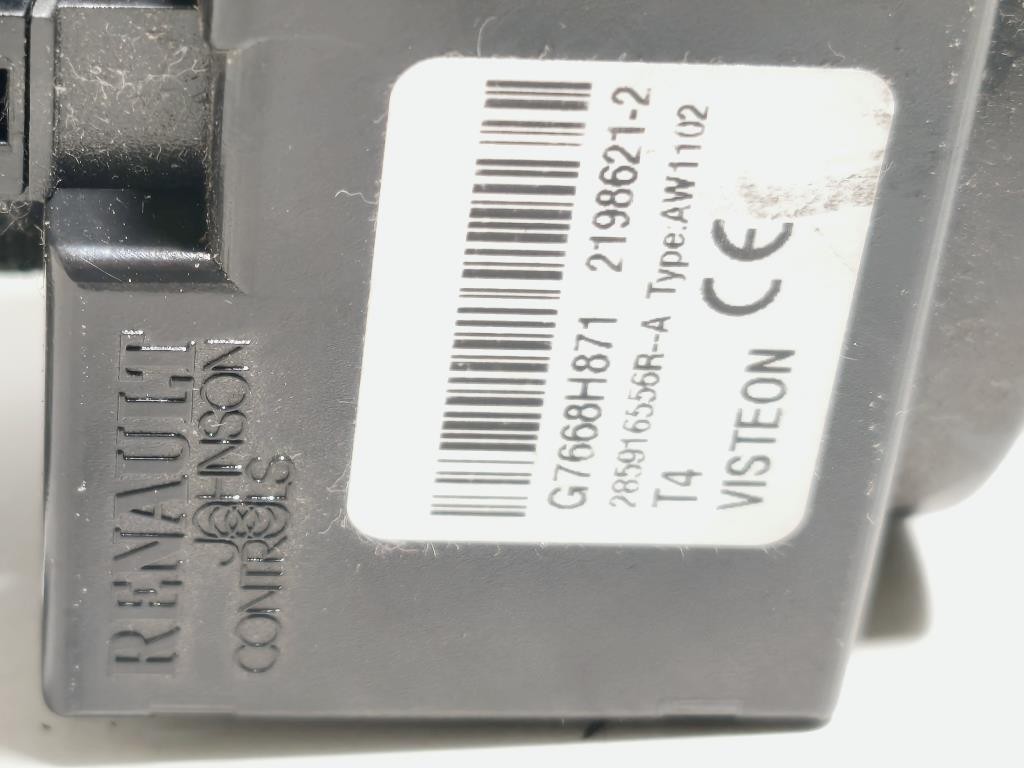 RENAULT
JOHNSON
CONTROLS
G7668H871 2198621-2
285916556R--A Type:AW1102
T4
VISTEON CE